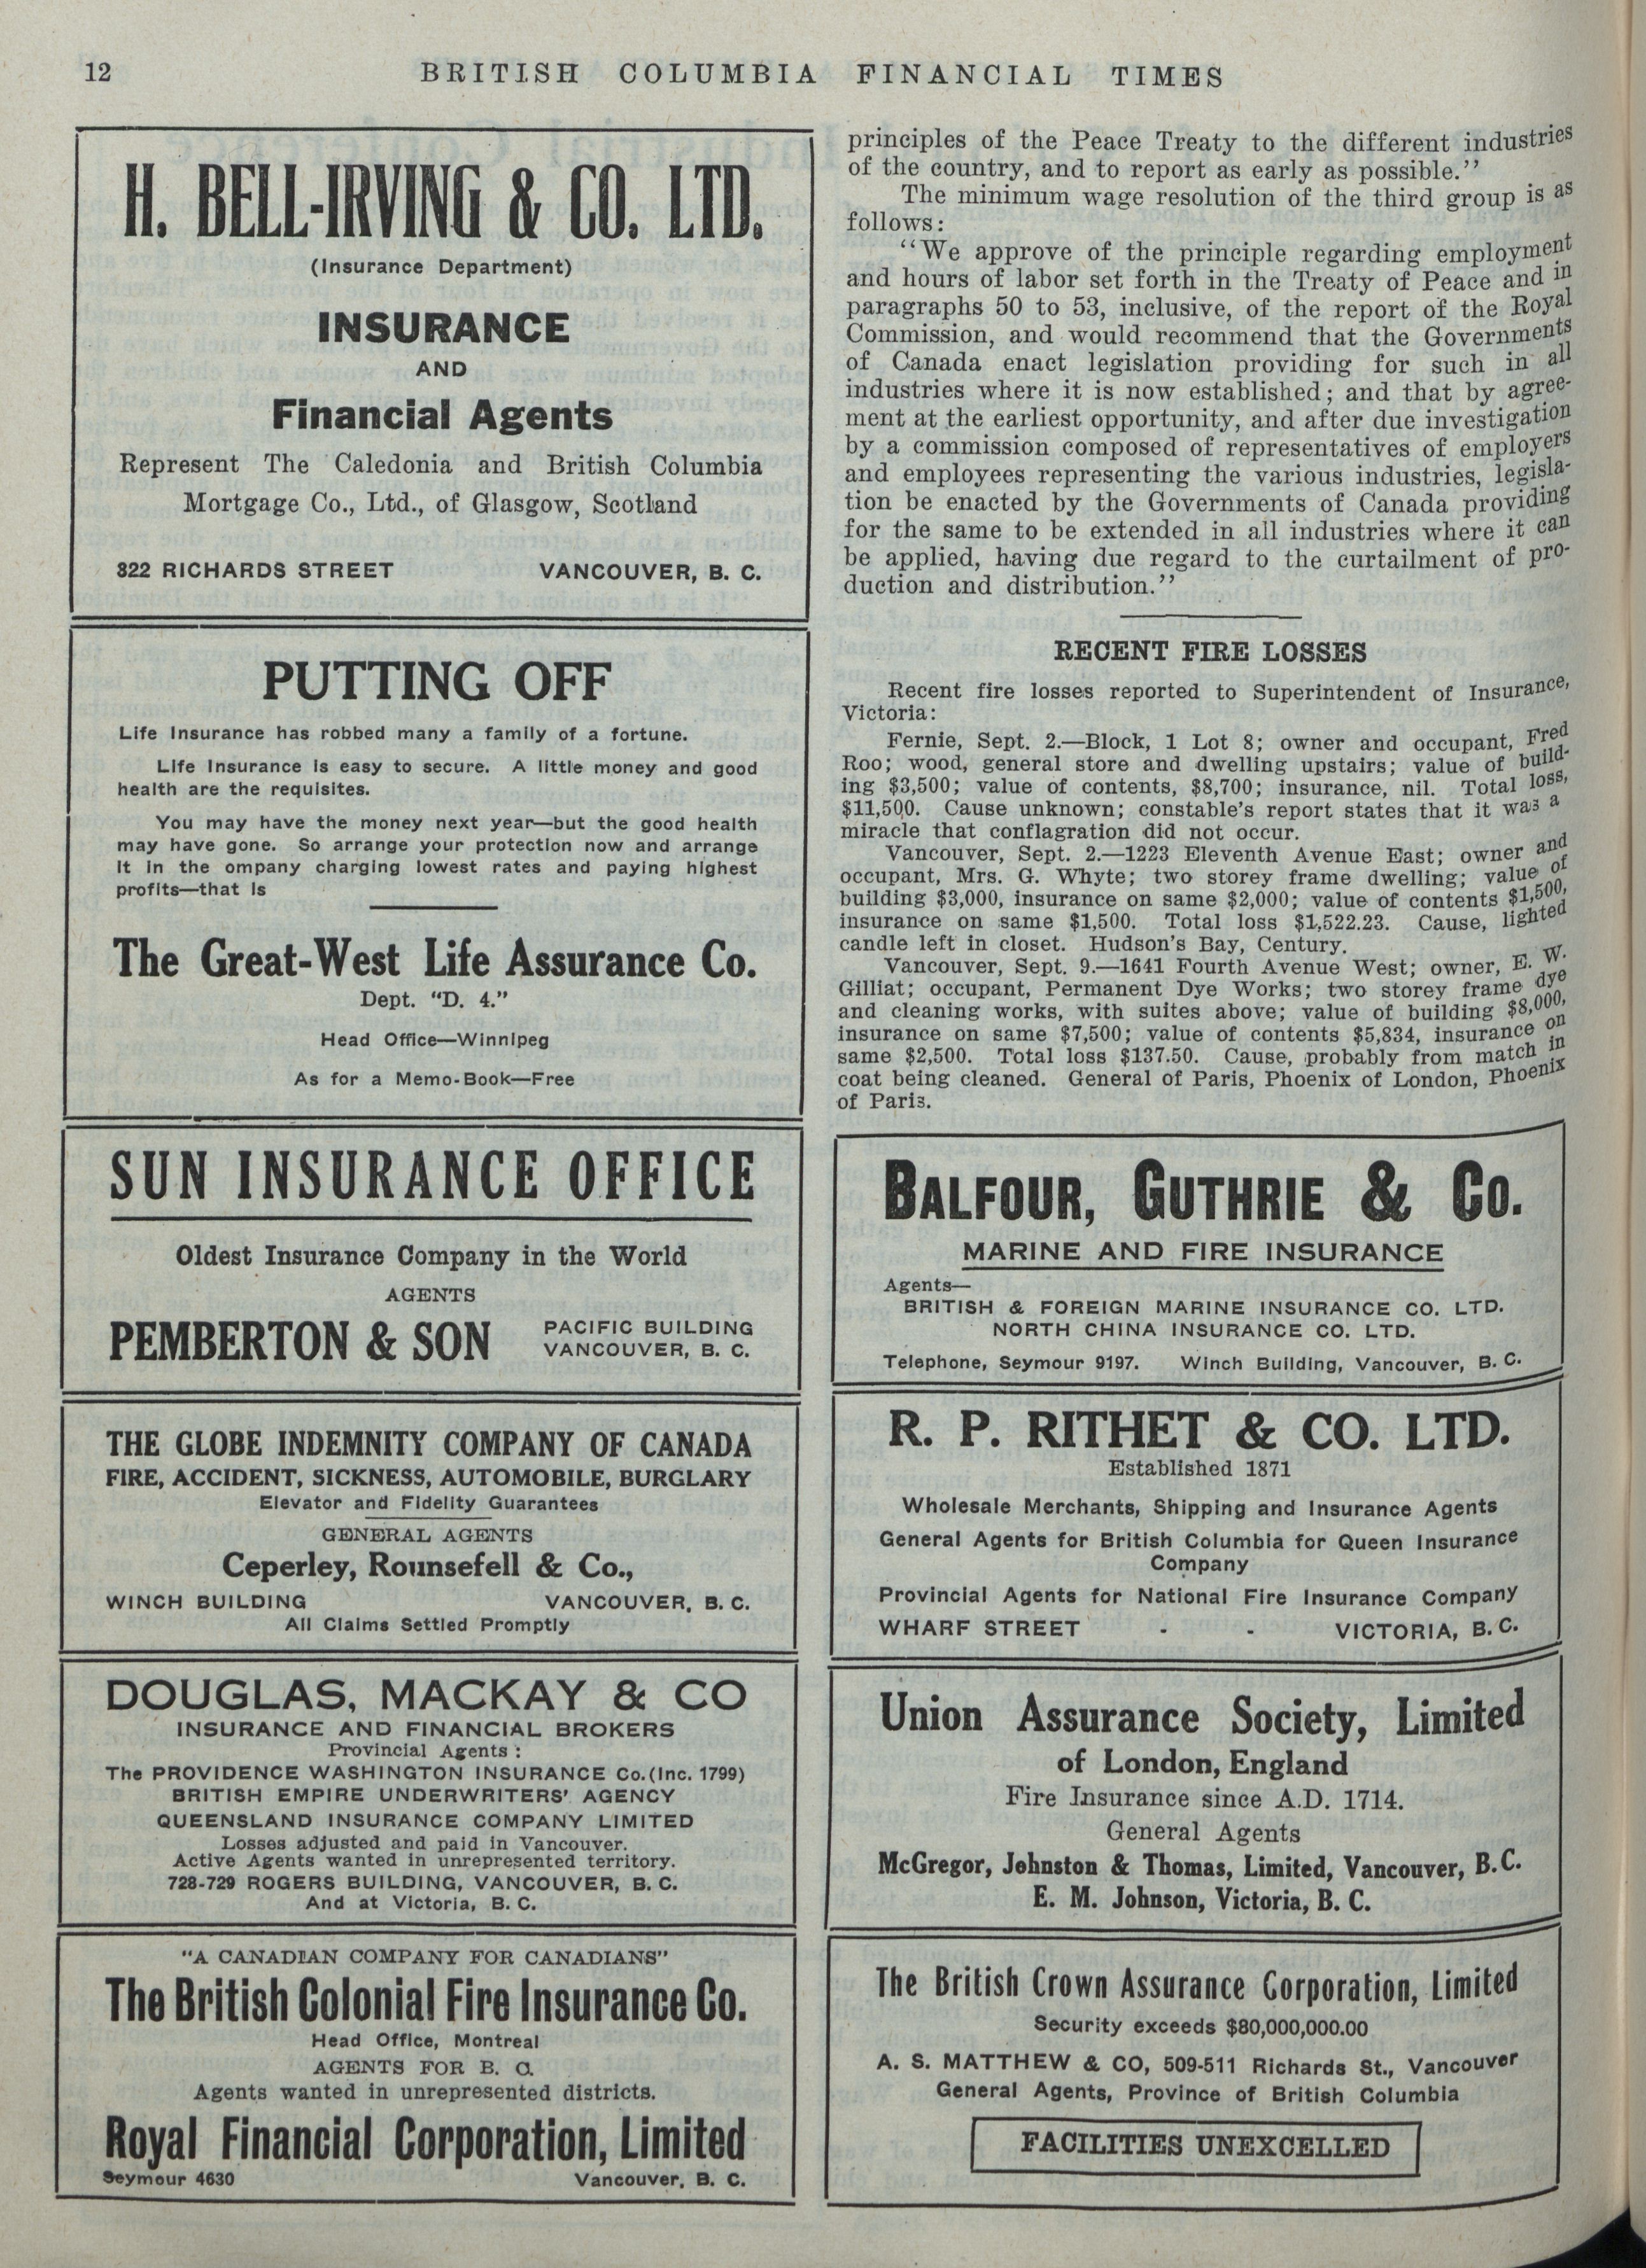 12
BRITISH COLUMBIA FINANCIAL TIMES
H. BELL-IRVING & CO. LTD.
(Insurance Department)
INSURANCE
AND
Financial Agents
Represent The Caledonia and British Columbia
Mortgage Co., Ltd., of Glasgow, Scotland
322 RICHARDS STREET VANCOUVER, B. C.
PUTTING OFF
Life Insurance has robbed many a family of a fortune.
Life Insurance is easy to secure. A little money and good
health are the requisites.
You may have the money next year—but the good health
may have gone. So arrange your protection now and arrange
it in the ompany charging lowest rates and paying highest
profits—that is
The Great-West Life Assurance Co.
Dept. "D. 4."
Head Office—Winnipeg
As for a Memo-Book—Free
SUN INSURANCE OFFICE
Oldest Insurance Company in the World
AGENTS
PEMBERTON & SON
PACIFIC BUILDING
VANCOUVER, B. C.
THE GLOBE INDEMNITY COMPANY OF CANADA
FIRE, ACCIDENT, SICKNESS, AUTOMOBILE, BURGLARY
Elevator and Fidelity Guarantees
GENERAL AGENTS
Ceperley, Rounsefell & Co.,
WINCH BUILDING VANCOUVER, B. C.
All Claims Settled Promptly
DOUGLAS, MACKAY & CO
INSURANCE AND FINANCIAL BROKERS
Provincial Agents:
The PROVIDENCE WASHINGTON INSURANCE Co.(Inc. 1799)
BRITISH EMPIRE UNDERWRITERS' AGENCY
QUEENSLAND INSURANCE COMPANY LIMITED
Losses adjusted and paid in Vancouver.
Active Agents wanted in unrepresented territory.
728-729 ROGERS BUILDING, VANCOUVER, B. C.
And at Victoria, B. C.
"A CANADIAN COMPANY FOR CANADIANS"
The British Colonial Fire Insurance Co.
Head Office, Montreal
AGENTS FOR B. C.
Agents wanted in unrepresented districts.
Royal Financial Corporation, Limited
Seymour 4630 Vancouver, B. C.
principles of the Peace Treaty to the different industries
of the country, and to report as early as possible."
The minimum wage resolution of the third group is as
follows:
"We approve of the principle regarding employment
and hours of labor set forth in the Treaty of Peace and in
paragraphs 50 to 53, inclusive, of the report of the Royal
Commission, and would recommend that the Governments
of Canada enact legislation providing for such in all
industries where it is now established; and that by agree-
ment at the earliest opportunity, and after due investigation
by a commission composed of representatives of employers
and employees representing the various industries, legisla-
tion be enacted by the Governments of Canada providing
for the same to be extended in all industries where it can
be applied, having due regard to the curtailment of pro-
duction and distribution."
RECENT FIRE LOSSES
Recent fire losses reported to Superintendent of Insurance,
Victoria:
Fernie, Sept. 2.—Block, 1 Lot 8; owner and occupant, Fred
Roo; wood, general store and dwelling upstairs; value of build-
ing $3,500; value of contents, $8,700; insurance, nil. Total loss,
$11,500. Cause unknown; constable's report states that it was a
miracle that conflagration did not occur.
Vancouver, Sept. 2.—1223 Eleventh Avenue East; owner and
occupant, Mrs. G. Whyte; two storey frame dwelling; value of
building $3,000, insurance on same $2,000; value of contents $1,500,
insurance on same $1,500. Total loss $1,522.23. Cause, lighted
candle left in closet. Hudson's Bay, Century.
Vancouver, Sept. 9.—1641 Fourth Avenue West; owner, E. W.
Gilliat; occupant, Permanent Dye Works; two storey frame dye
and cleaning works, with suites above; value of building $8,000,
insurance on same $7,500; value of contents $5,834, insurance on
same $2,500. Total loss $137.50. Cause, probably from match in
coat being cleaned. General of Paris, Phoenix of London, Phoenix
of Paris.
BALFOUR, GUTHRIE & CO.
MARINE AND FIRE INSURANCE
Agents—
BRITISH & FOREIGN MARINE INSURANCE CO. LTD.
NORTH CHINA INSURANCE CO. LTD.
Telephone, Seymour 9197. Winch Building, Vancouver, B. C.
R. P. RITHET & CO. LTD.
Established 1871
Wholesale Merchants, Shipping and Insurance Agents
General Agents for British Columbia for Queen Insurance
Company
Provincial Agents for National Fire Insurance Company
WHARF STREET - - VICTORIA, B. C.
Union Assurance Society, Limited
of London, England
Fire Insurance since A.D. 1714.
General Agents
McGregor, Johnston & Thomas, Limited, Vancouver, B.C.
E. M. Johnson, Victoria, B. C.
The British Crown Assurance Corporation, Limited
Security exceeds $80,000,000.00
A. S. MATTHEW & CO, 509-511 Richards St., Vancouver
General Agents, Province of British Columbia
FACILITIES UNEXCELLED